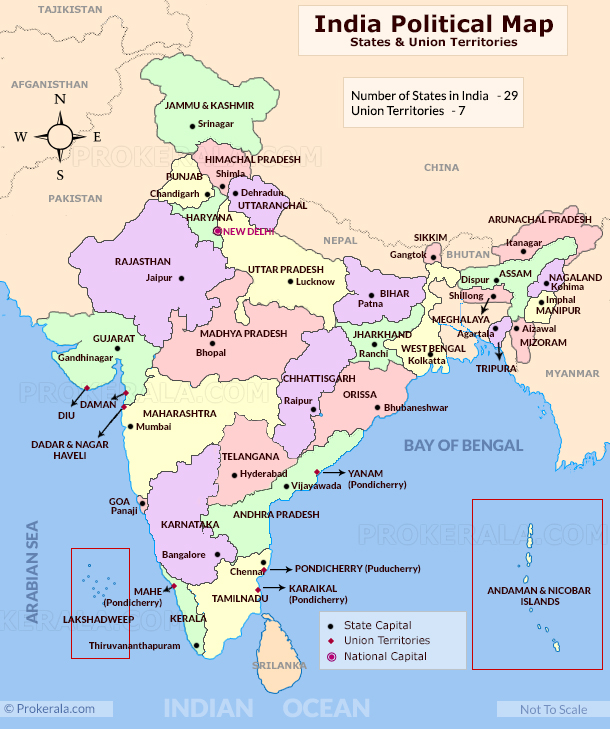 TAJIKISTAN
India Political Map
States & Union Territories
AFGANISTHAN
Number of States in India - 29
Union Territories - 7
N
W E
S
JAMMU & KASHMIR
Srinagar
PROKERALA.COM
HIMACHAL PRADESH
Shimla
CHINA
PUNJAB
Chandigarh
Dehradun
UTTARANCHAL
PAKISTAN
HARYANA
NEW DELHI
ARUNACHAL PRADESH
Itanagar
SIKKIM
Gangtok
NEPAL
BHUTAN
RAJASTHAN
Jaipur
UTTAR PRADESH
Lucknow
ASSAM
Dispur
NAGALAND
Kohima
BIHAR
Patna
Shillong
MEGHALAYA
Imphal
MANIPUR
GUJARAT
Gandhinagar
MADHYA PRADESH
Bhopal
JHARKHAND
Ranchi
WEST BENGAL
Kolkatta
Agartala
Aizawal
MIZORAM
TRIPURA
MYANMAR
CHHATTISGARH
Raipur
ORISSA
Bhubaneshwar
PROKERALA.COM
DIU
DAMAN
DADAR & NAGAR
HAVELI
MAHARASHTRA
Mumbai
BAY OF BENGAL
TELANGANA
Hyderabad
YANAM
(Pondicherry)
Vijayawada
GOA
Panaji
KARNATAKA
ANDHRA PRADESH
PROKERALA.COM
ARABIAN SEA
Bangalore
Chennai
PONDICHERRY (Puducherry)
MAHE
(Pondicherry)
KARAIKAL
(Pondicherry)
TAMILNADU
ANDAMAN & NICOBAR
ISLANDS
LAKSHADWEEP
KERALA
PROKERALA.COM
Thiruvananthapuram
State Capital
Union Territories
National Capital
SRILANKA
© Prokerala.com
INDIAN OCEAN
Not To Scale